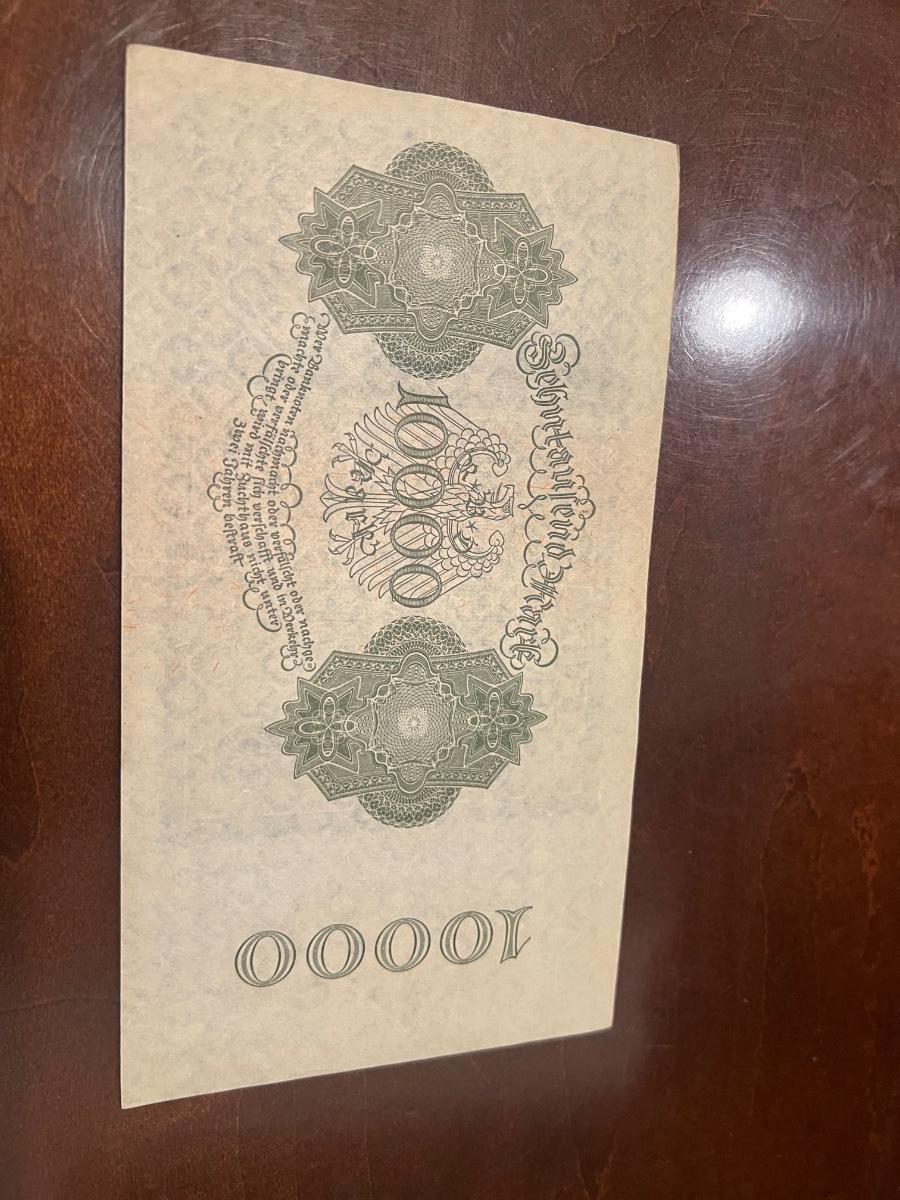 Zehntausend Mark
10000
Mark
Wer Banknoten nachmacht oder verfälscht oder nachge=
machte oder verfälschte sich verschafft und in Verkehr
bringt, wird mit Zuchthaus nicht unter
Zwei Jahren bestraft
10000